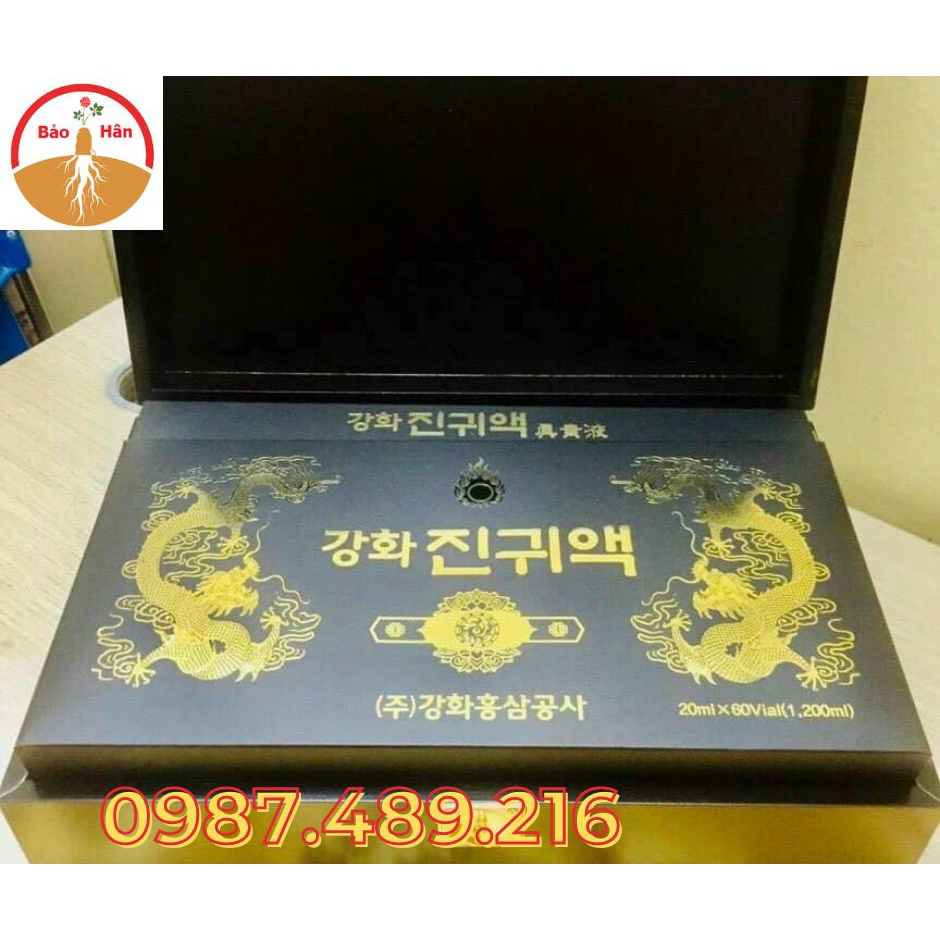 Bảo Hân
강화 진귀액 眞貴液
강화 진귀액
(주)강화홍삼공사
20ml×60Vial(1,200ml)
0987.489.216